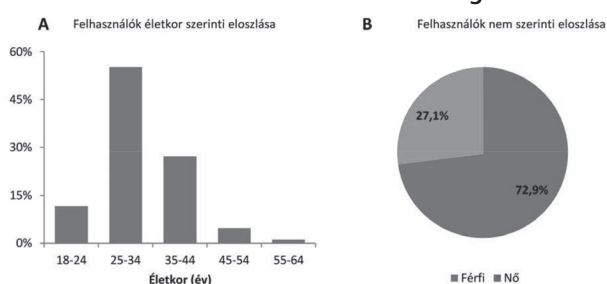 A Felhasználók életkor szerinti eloszlása
60%
45%
30%
15%
0%
18-24 25-34 35-44 45-54 55-64
Életkor (év)
B Felhasználók nem szerinti eloszlása
27,1%
72,9%
Férfi Nő